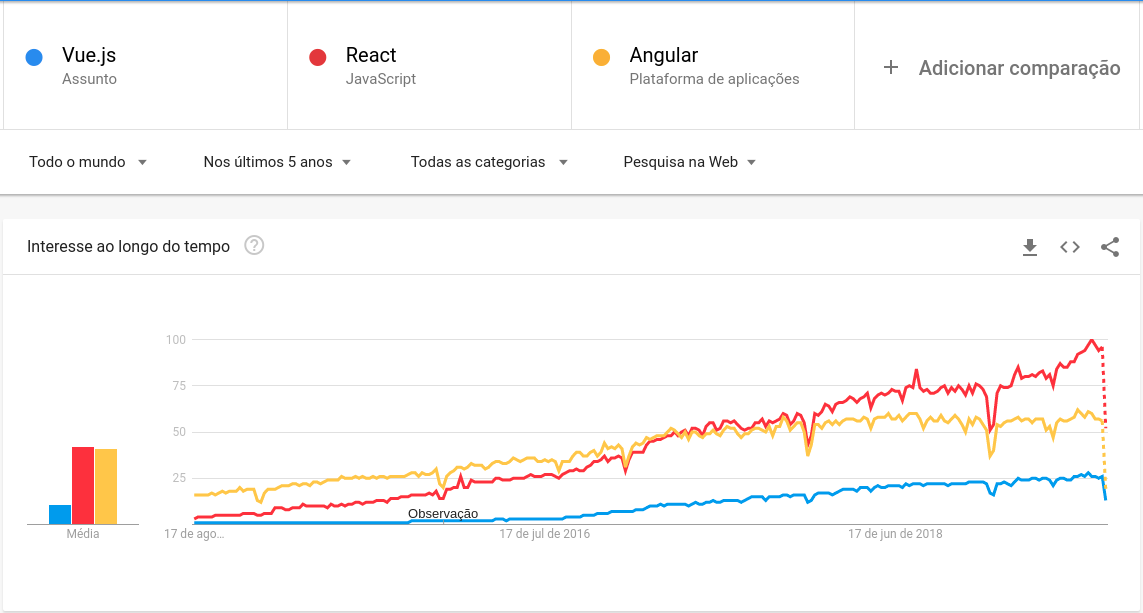 Vue.js
Assunto
React
JavaScript
Angular
Plataforma de aplicações
+ Adicionar comparação
Todo o mundo
Nos últimos 5 anos
Todas as categorias
Pesquisa na Web
Interesse ao longo do tempo ?
100
75
50
25
Média
Observação
17 de ago...
17 de jul de 2016
17 de jun de 2018